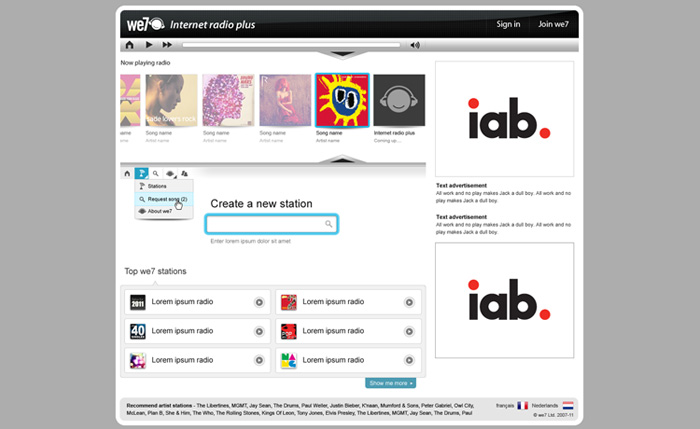 we7 Internet radio plus
Sign in
Join we7
Now playing radio
lovers rock
Song name
Artist name
Song name
Artist name
Song name
Artist name
Song name
Artist name
Song name
Artist name
Internet radio plus
Coming up ...
iab.
Stations
Request song (2)
About we7
Create a new station
Enter lorem ipsum dolor sit amet
Text advertisement
All work and no play makes Jack a dull boy. All work and no
play makes Jack a dull boy.
Text advertisement
All work and no play makes Jack a dull boy. All work and no
play makes Jack a dull boy.
iab.
Top we7 stations
2011
Lorem ipsum radio
Lorem ipsum radio
40
Lorem ipsum radio
POP
Lorem ipsum radio
Lorem ipsum radio
Lorem ipsum radio
Show me more
Recommend artist stations - The Libertines, MGMT, Jay Sean, The Drums, Paul Weller, Justin Bieber, K'naan, Mumford & Sons, Peter Gabriel, Owl City,
McLean, Plan B, She & Him, The Who, The Rolling Stones, Kings Of Leon, Tony Jones, Elvis Presley, The Libertines, MGMT, Jay Sean, The Drums, Paul
français
Nederlands
© we7 Ltd. 2007-11